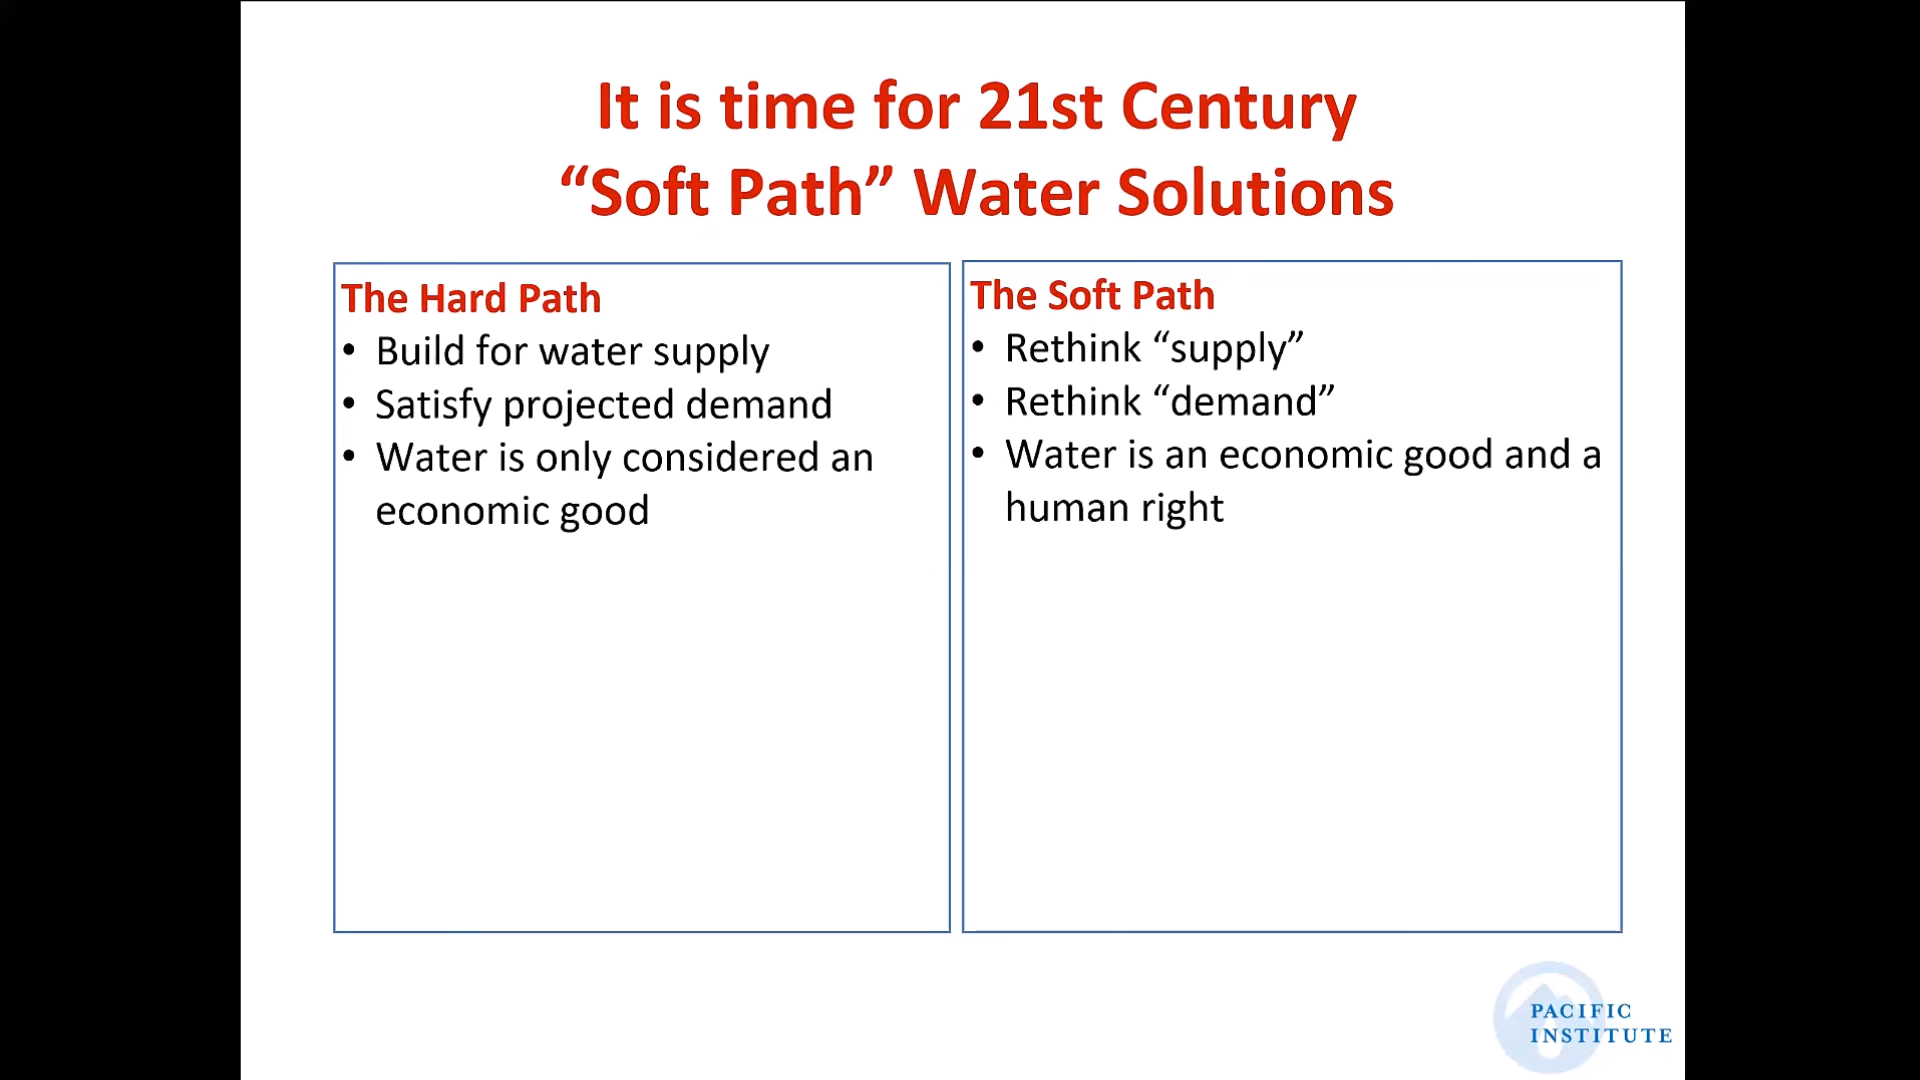 It is time for 21st Century
“Soft Path” Water Solutions
The Hard Path
• Build for water supply
• Satisfy projected demand
• Water is only considered an
economic good
The Soft Path
• Rethink “supply”
• Rethink “demand”
• Water is an economic good and a
human right
PACIFIC
INSTITUTE